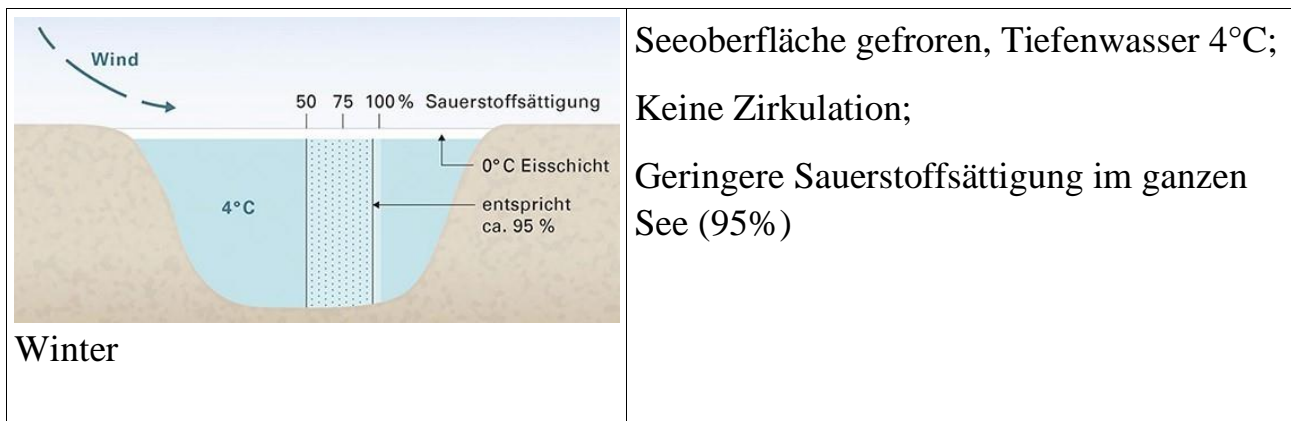 Wind
50 75 100% Sauerstoffsättigung
0°C Eisschicht
4°C
entspricht
ca. 95 %
Winter
Seeoberfläche gefroren, Tiefenwasser 4°C;
Keine Zirkulation;
Geringere Sauerstoffsättigung im ganzen
See (95%)